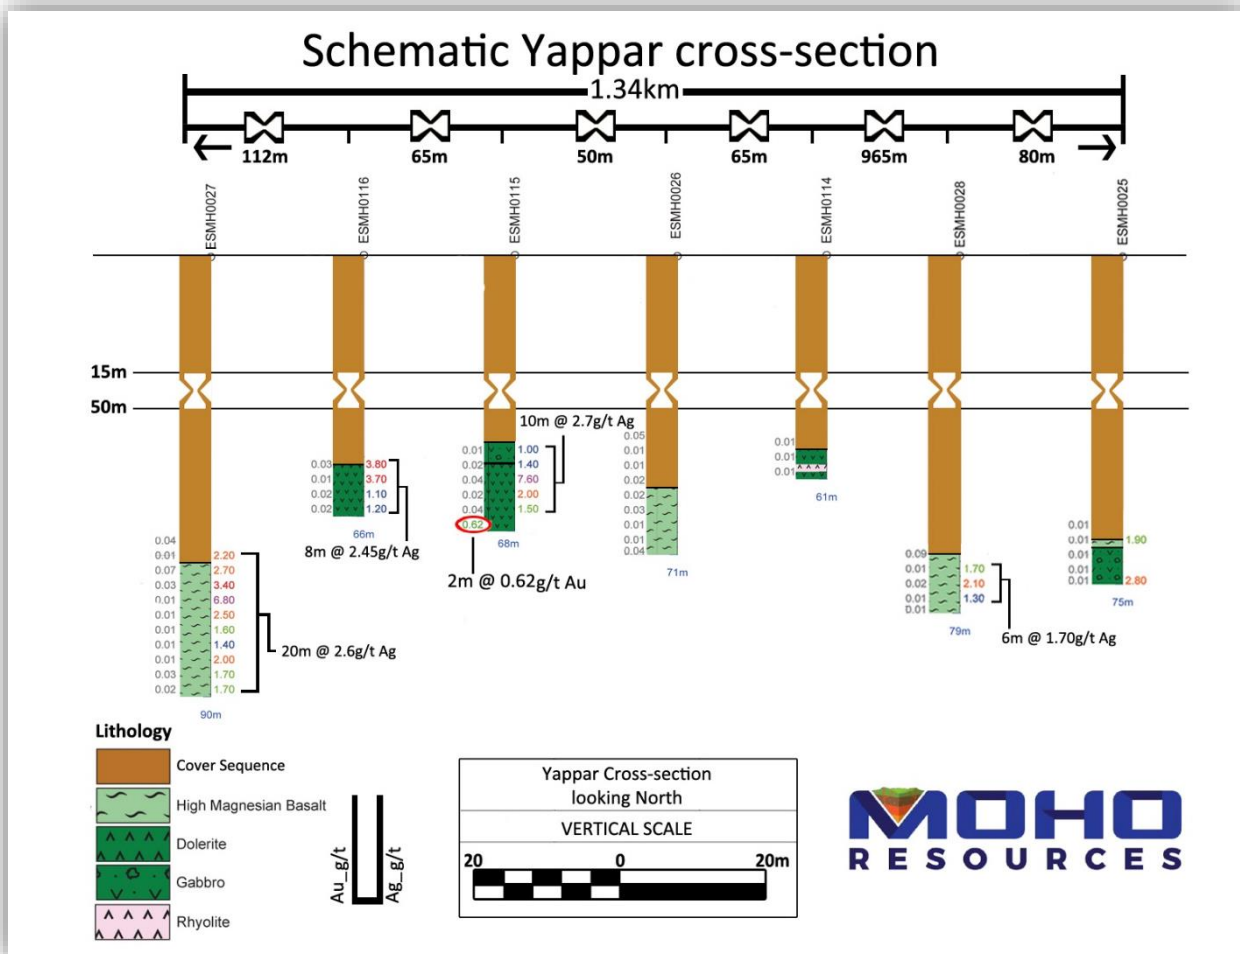 Schematic Yappar cross-section
1.34km
112m 65m 50m 65m 965m 80m
ESMH0027 ESMH0116 ESMH0115 ESMH0026 ESMH0114 ESMH0028 ESMH0025
15m
50m
0.04
0.01 2.20
0.07 2.70
0.03 3.40
0.01 6.80
0.01 2.50
0.01 1.60
0.01 1.40
0.01 2.00
0.03 1.70
0.02 1.70
90m
20m @ 2.6g/t Ag
0.03 3.80
0.01 3.70
0.02 1.10
0.02 1.20
66m
8m @ 2.45g/t Ag
10m @ 2.7g/t Ag
0.01 1.00
0.02 1.40
0.04 7.60
0.02 2.00
0.04 1.50
0.62
68m
2m @ 0.62g/t Au
0.05
0.01
0.01
0.02
0.02
0.03
0.01
0.01
0.04
71m
0.01
0.01
0.01
61m
0.09
0.01 1.70
0.02 2.10
0.01 1.30
0.01
79m
6m @ 1.70g/t Ag
0.01
0.01 1.90
0.01
0.01
0.01 2.80
75m
Lithology
Cover Sequence
High Magnesian Basalt
Dolerite
Gabbro
Rhyolite
Au_g/t
Ag_g/t
Yappar Cross-section
looking North
VERTICAL SCALE
20 0 20m
MOHO
RESOURCES